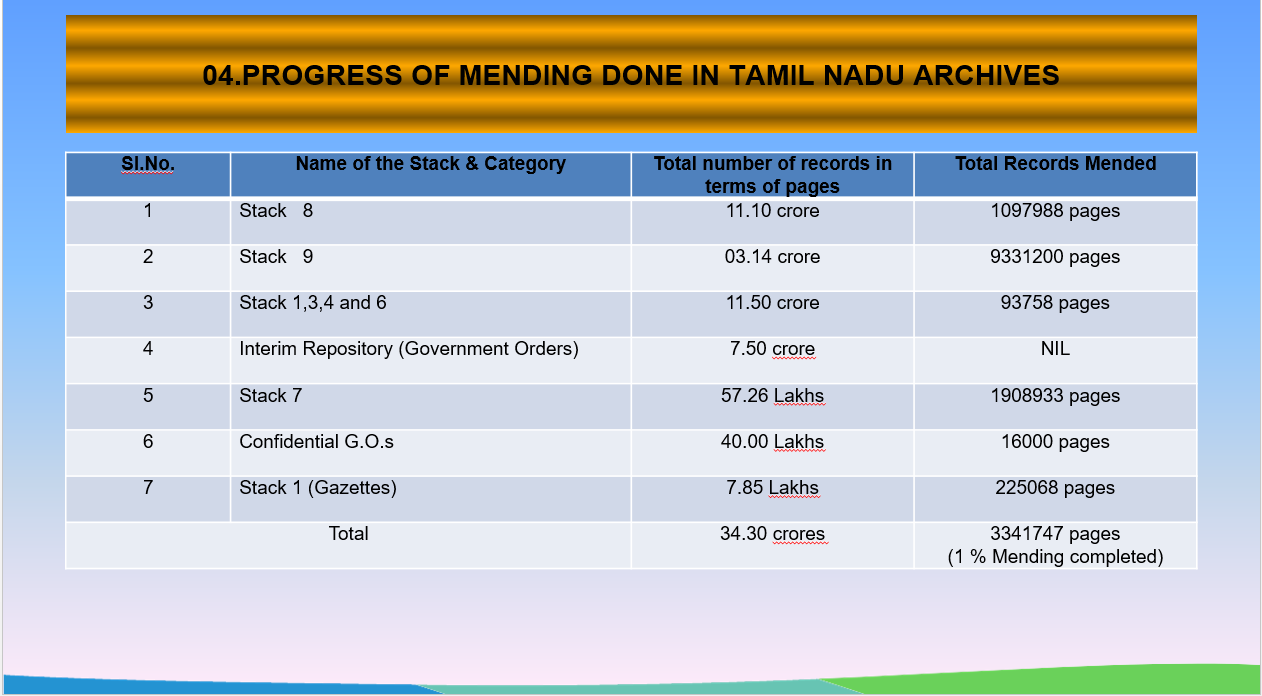 04.PROGRESS OF MENDING DONE IN TAMIL NADU ARCHIVES
Sl.No. Name of the Stack & Category Total number of records in terms of pages Total Records Mended
1 Stack 8 11.10 crore 1097988 pages
2 Stack 9 03.14 crore 9331200 pages
3 Stack 1,3,4 and 6 11.50 crore 93758 pages
4 Interim Repository (Government Orders) 7.50 crore NIL
5 Stack 7 57.26 Lakhs 1908933 pages
6 Confidential G.O.s 40.00 Lakhs 16000 pages
7 Stack 1 (Gazettes) 7.85 Lakhs 225068 pages
Total 34.30 crores 3341747 pages
(1 % Mending completed)